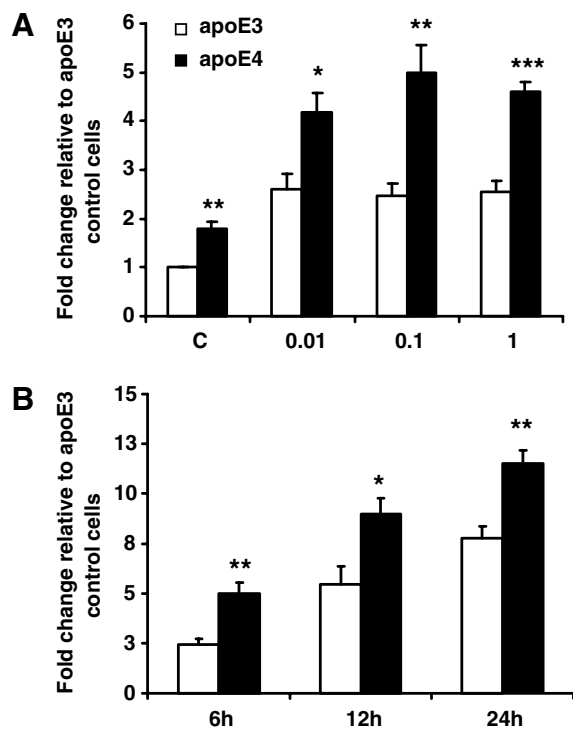 A
apoE3
apoE4
Fold change relative to apoE3
control cells
6
5
4
3
2
1
0
**
*
**
***
C 0.01 0.1 1
B
Fold change relative to apoE3
control cells
15
13
10
8
5
3
0
**
*
**
6h 12h 24h